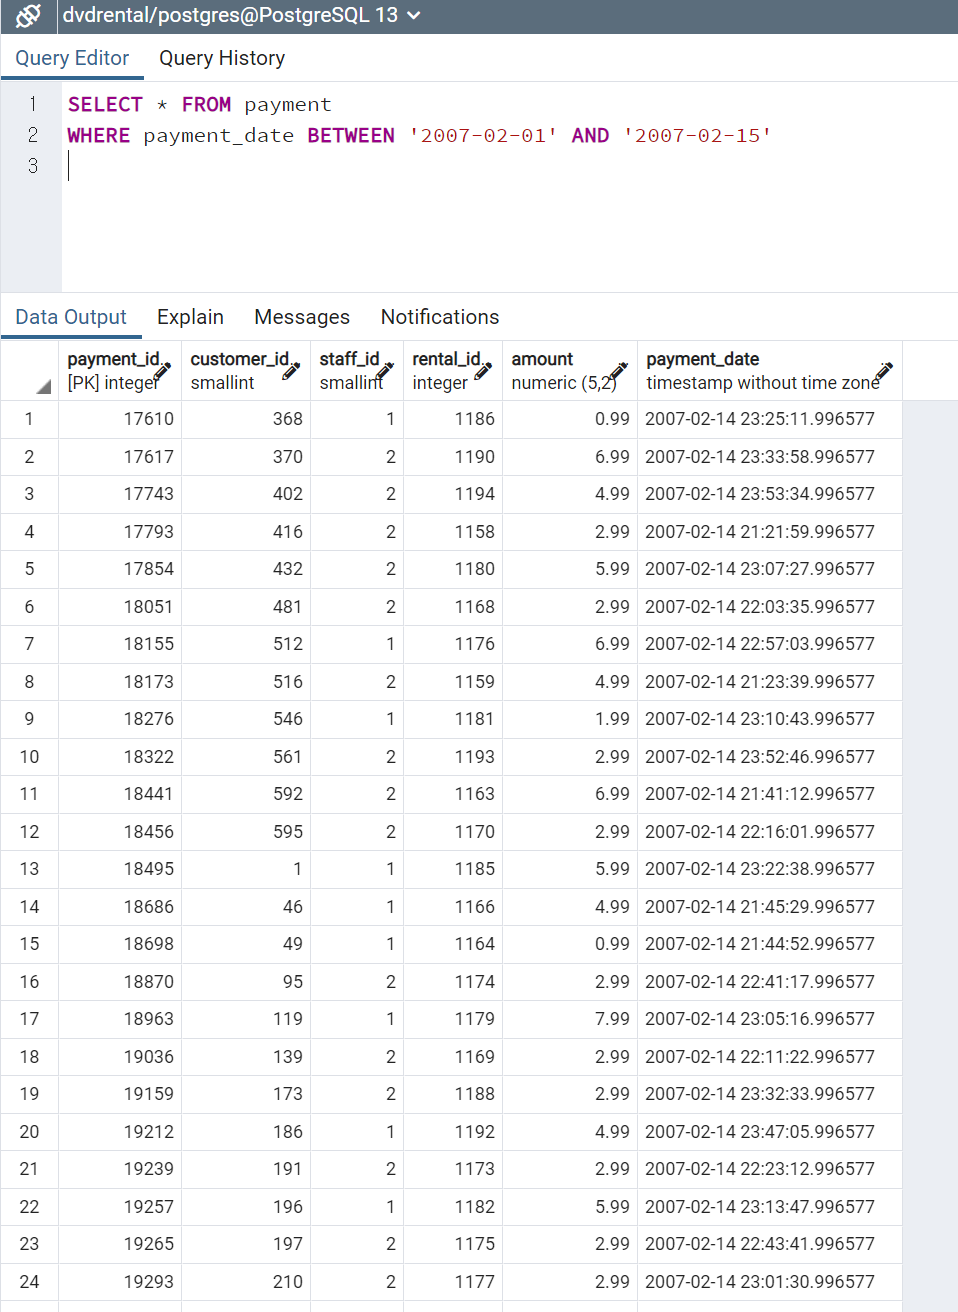 dvdrental/postgres@PostgreSQL 13
Query Editor Query History
1 SELECT * FROM payment
2 WHERE payment_date BETWEEN '2007-02-01' AND '2007-02-15'
3
Data Output Explain Messages Notifications
payment_id customer_id staff_id rental_id amount payment_date
[PK] integer smallint smallint integer numeric (5,2) timestamp without time zone
1 17610 368 1 1186 0.99 2007-02-14 23:25:11.996577
2 17617 370 2 1190 6.99 2007-02-14 23:33:58.996577
3 17743 402 2 1194 4.99 2007-02-14 23:53:34.996577
4 17793 416 2 1158 2.99 2007-02-14 21:21:59.996577
5 17854 432 2 1180 5.99 2007-02-14 23:07:27.996577
6 18051 481 2 1168 2.99 2007-02-14 22:03:35.996577
7 18155 512 1 1176 6.99 2007-02-14 22:57:03.996577
8 18173 516 2 1159 4.99 2007-02-14 21:23:39.996577
9 18276 546 1 1181 1.99 2007-02-14 23:10:43.996577
10 18322 561 2 1193 2.99 2007-02-14 23:52:46.996577
11 18441 592 2 1163 6.99 2007-02-14 21:41:12.996577
12 18456 595 2 1170 2.99 2007-02-14 22:16:01.996577
13 18495 1 1 1185 5.99 2007-02-14 23:22:38.996577
14 18686 46 1 1166 4.99 2007-02-14 21:45:29.996577
15 18698 49 1 1164 0.99 2007-02-14 21:44:52.996577
16 18870 95 2 1174 2.99 2007-02-14 22:41:17.996577
17 18963 119 1 1179 7.99 2007-02-14 23:05:16.996577
18 19036 139 2 1169 2.99 2007-02-14 22:11:22.996577
19 19159 173 2 1188 2.99 2007-02-14 23:32:33.996577
20 19212 186 1 1192 4.99 2007-02-14 23:47:05.996577
21 19239 191 2 1173 2.99 2007-02-14 22:23:12.996577
22 19257 196 1 1182 5.99 2007-02-14 23:13:47.996577
23 19265 197 2 1175 2.99 2007-02-14 22:43:41.996577
24 19293 210 2 1177 2.99 2007-02-14 23:01:30.996577